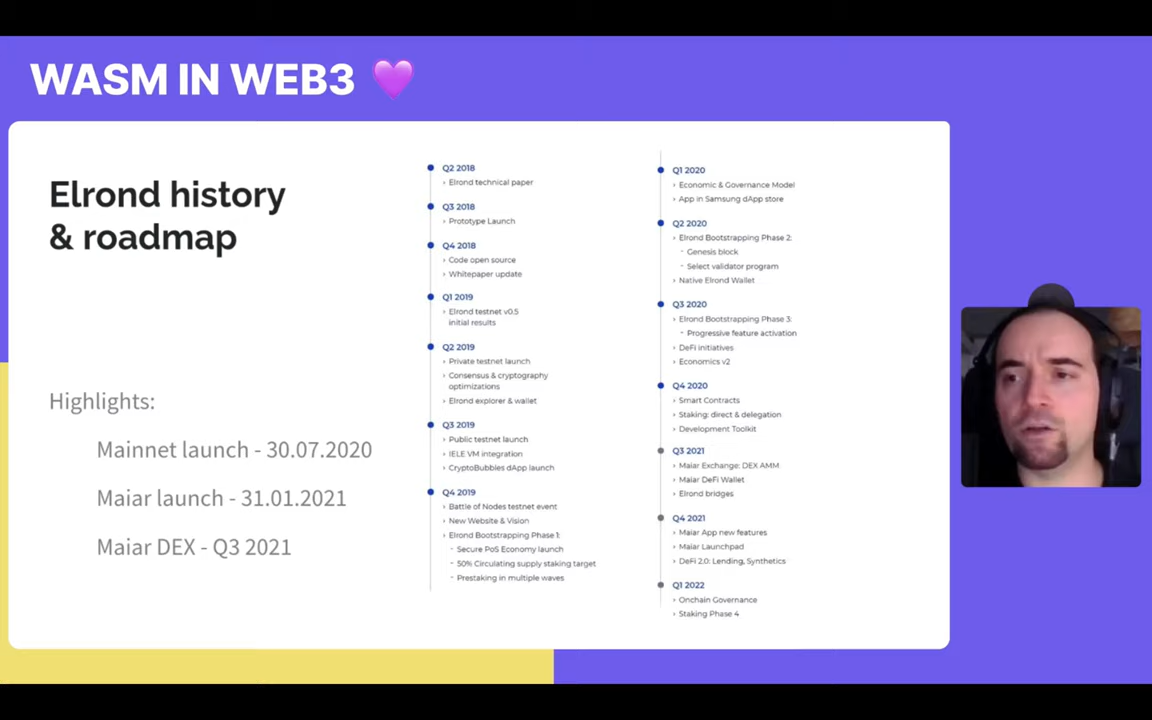 WASM IN WEB3 💜
Elrond history
& roadmap
Highlights:
Mainnet launch - 30.07.2020
Maiar launch - 31.01.2021
Maiar DEX - Q3 2021
Q2 2018
› Elrond technical paper
Q3 2018
› Prototype Launch
Q4 2018
› Code open source
› Whitepaper update
Q1 2019
› Elrond testnet v0.5
initial results
Q2 2019
› Private testnet launch
› Consensus & cryptography
optimizations
› Elrond explorer & wallet
Q3 2019
› Public testnet launch
› IELE VM integration
› CryptoBubbles dApp launch
Q4 2019
› Battle of Nodes testnet event
› New Website & Vision
› Elrond Bootstrapping Phase 1:
- Secure PoS Economy launch
- 50% Circulating supply staking target
- Prestaking in multiple waves
Q1 2020
› Economic & Governance Model
› App in Samsung dApp store
Q2 2020
› Elrond Bootstrapping Phase 2:
- Genesis block
- Select validator program
› Native Elrond Wallet
Q3 2020
› Elrond Bootstrapping Phase 3:
- Progressive feature activation
› DeFi initiatives
› Economics v2
Q4 2020
› Smart Contracts
› Staking: direct & delegation
› Development Toolkit
Q3 2021
› Maiar Exchange: DEX AMM
› Maiar DeFi Wallet
› Elrond bridges
Q4 2021
› Maiar App new features
› Maiar Launchpad
› DeFi 2.0: Lending, Synthetics
Q1 2022
› Onchain Governance
› Staking Phase 4